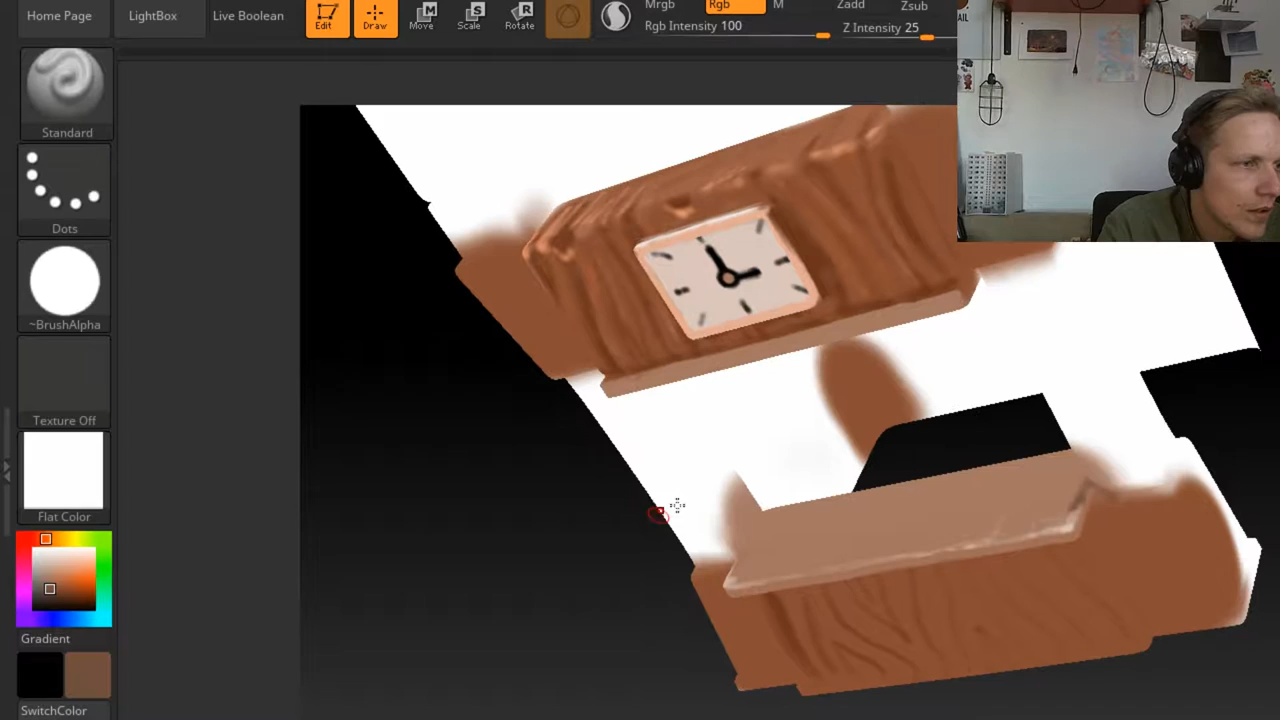 Home Page
LightBox
Live Boolean
Edit
Draw
Move
Scale
Rotate
Mrgb
Rgb
M
Zadd
Zsub
Rgb Intensity 100
Z Intensity 25
Standard
Dots
~BrushAlpha
Texture Off
Flat Color
Gradient
SwitchColor